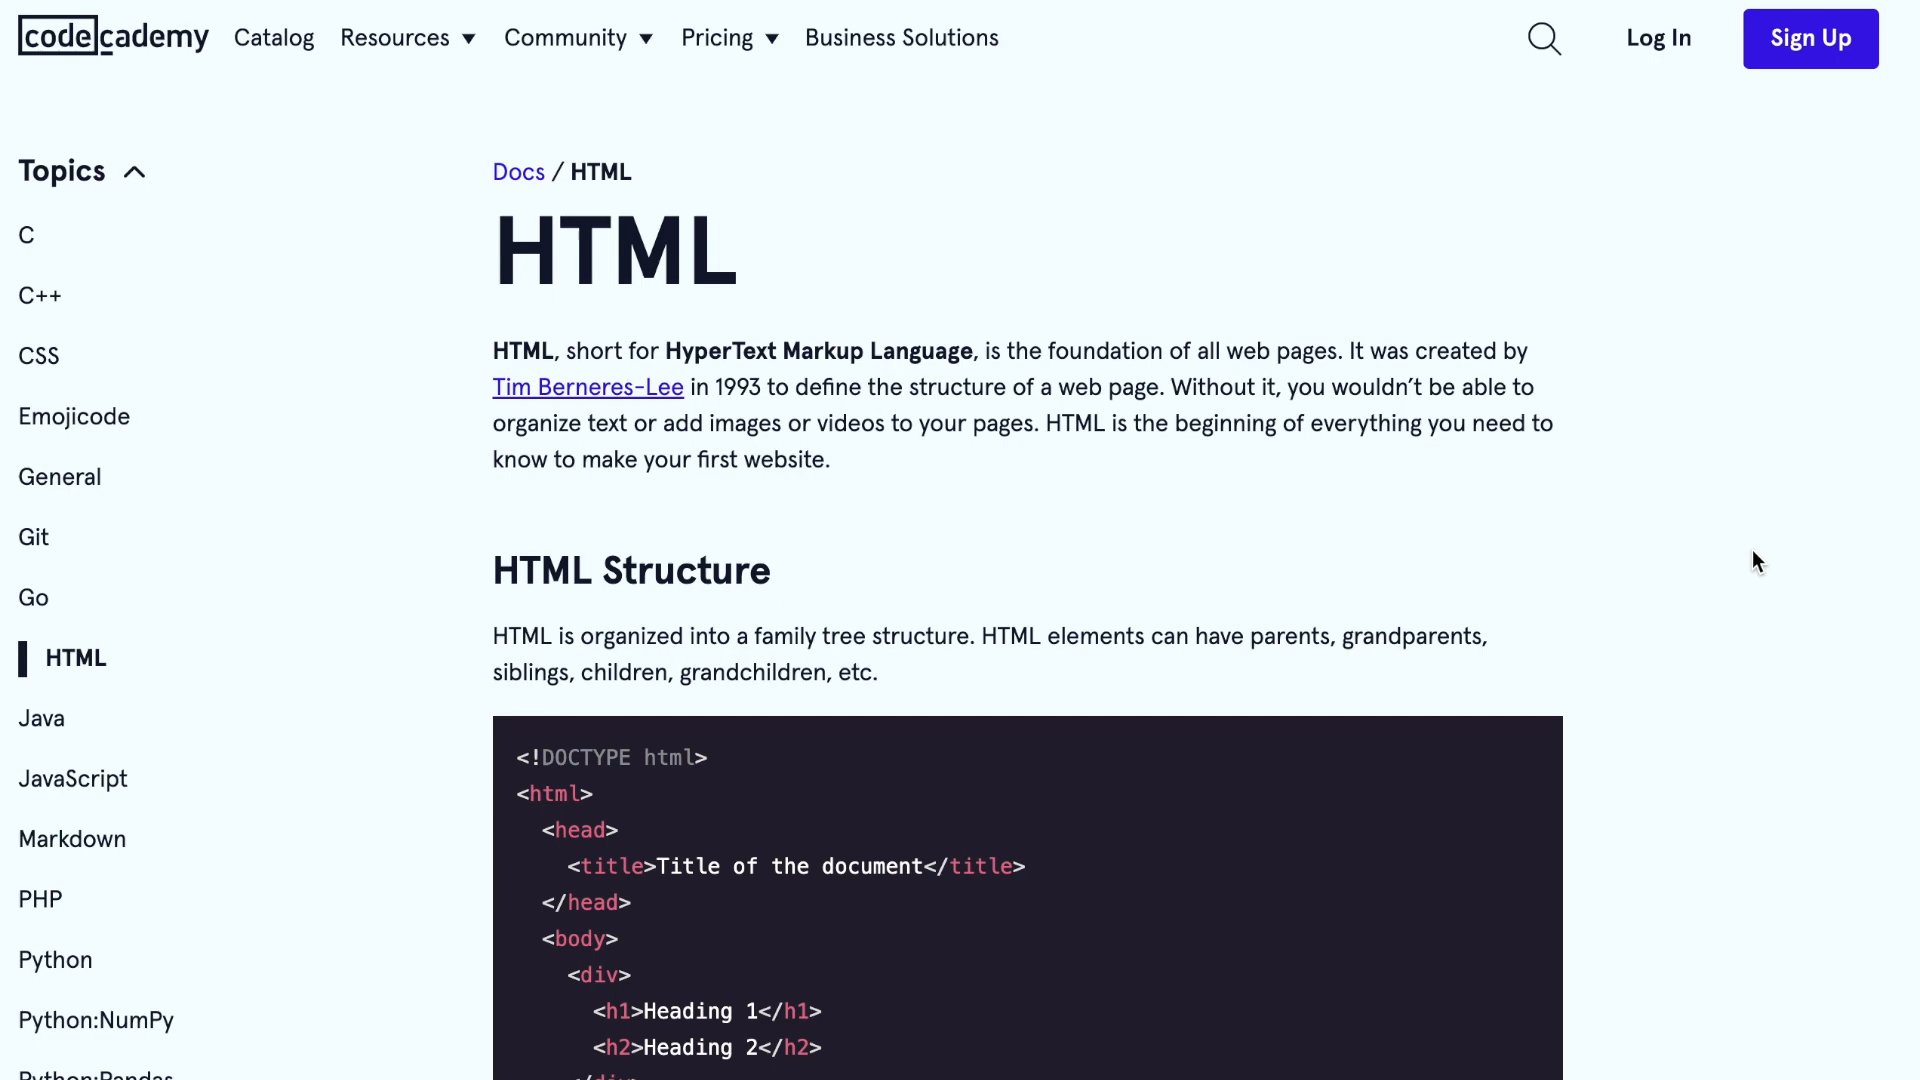 codecademy Catalog Resources Community Pricing Business Solutions Log In Sign Up
Topics
C
C++
CSS
Emojicode
General
Git
Go
HTML
Java
JavaScript
Markdown
PHP
Python
Python:NumPy
Python:Pandas
Docs / HTML
HTML
HTML, short for HyperText Markup Language, is the foundation of all web pages. It was created by
Tim Berneres-Lee in 1993 to define the structure of a web page. Without it, you wouldn’t be able to
organize text or add images or videos to your pages. HTML is the beginning of everything you need to
know to make your first website.
HTML Structure
HTML is organized into a family tree structure. HTML elements can have parents, grandparents,
siblings, children, grandchildren, etc.
<!DOCTYPE html>
<html>
<head>
<title>Title of the document</title>
</head>
<body>
<div>
<h1>Heading 1</h1>
<h2>Heading 2</h2>
</div>